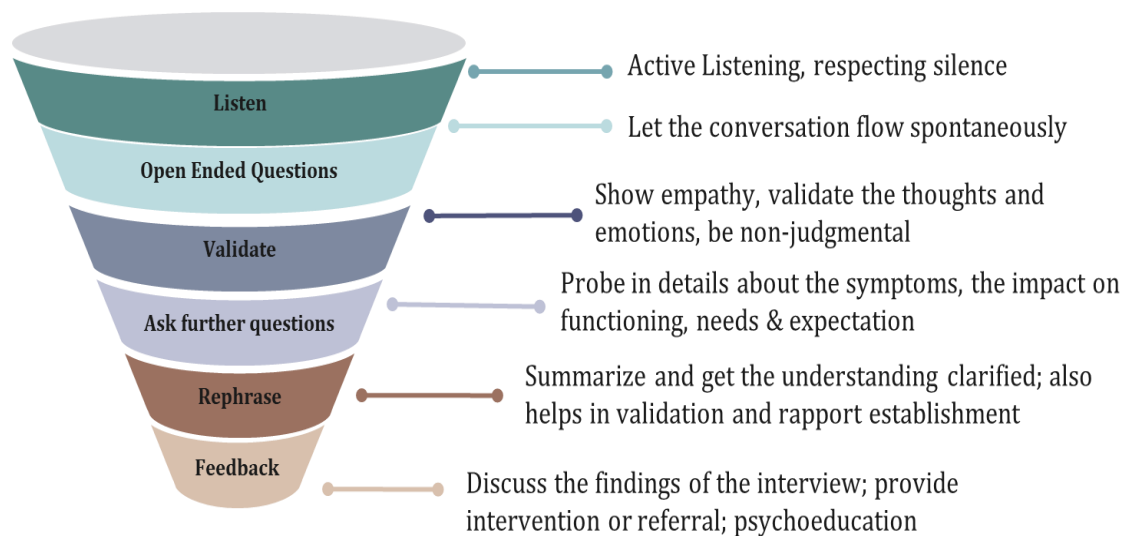 Listen
Active Listening, respecting silence
Open Ended Questions
Let the conversation flow spontaneously
Validate
Show empathy, validate the thoughts and
emotions, be non-judgmental
Ask further questions
Probe in details about the symptoms, the impact on
functioning, needs & expectation
Rephrase
Summarize and get the understanding clarified; also
helps in validation and rapport establishment
Feedback
Discuss the findings of the interview; provide
intervention or referral; psychoeducation